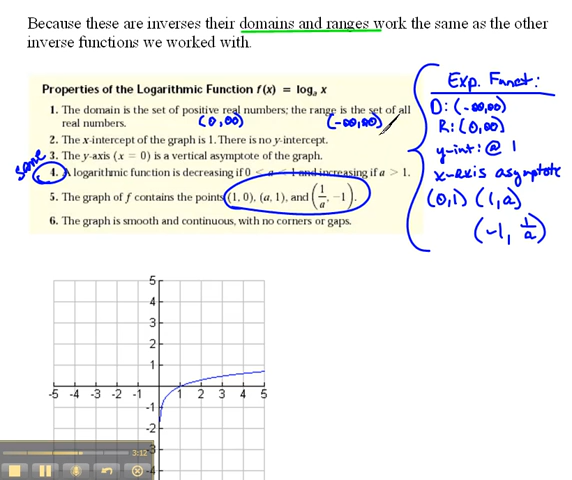 Because these are inverses their domains and ranges work the same as the other
inverse functions we worked with.
Properties of the Logarithmic Function f(x) = logₐ x
1. The domain is the set of positive real numbers; the range is the set of all
real numbers.
(0, ∞)
(-∞,∞)
2. The x-intercept of the graph is 1. There is no y-intercept.
3. The y-axis (x = 0) is a vertical asymptote of the graph.
same
4. A logarithmic function is decreasing if 0 < a < 1 and increasing if a > 1.
5. The graph of f contains the points (1, 0), (a, 1), and (1/a, -1).
6. The graph is smooth and continuous, with no corners or gaps.
Exp. Funct:
D: (-∞,∞)
R: (0,∞)
y-int: @ 1
x-axis asymptote
(0,1) (1,a)
(-1, 1/a)
5
4
3
2
1
-5 -4 -3 -2 -1 1 2 3 4 5
-1
-2
-3
-4
3:12